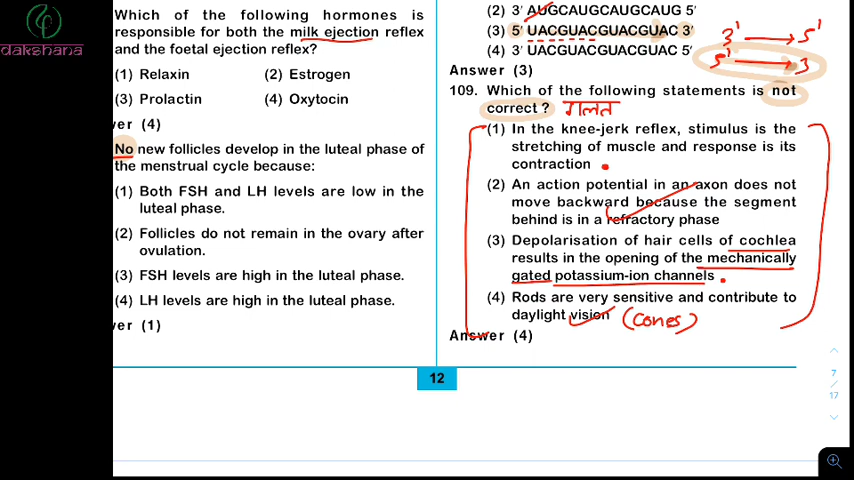 dakshana
Which of the following hormones is
responsible for both the milk ejection reflex
and the foetal ejection reflex?
(1) Relaxin (2) Estrogen
(3) Prolactin (4) Oxytocin
wer (4)
No new follicles develop in the luteal phase of
the menstrual cycle because:
(1) Both FSH and LH levels are low in the
luteal phase.
(2) Follicles do not remain in the ovary after
ovulation.
(3) FSH levels are high in the luteal phase.
(4) LH levels are high in the luteal phase.
wer (1)
(2) 3' AUGCAUGCAUGCAUG 5'
(3) 5' UACGUACGUACGUAC 3'
(4) 3' UACGUACGUACGUAC 5'
Answer (3)
3' 5'
5' 3
109. Which of the following statements is not
correct ? गलत
(1) In the knee-jerk reflex, stimulus is the
stretching of muscle and response is its
contraction
(2) An action potential in an axon does not
move backward because the segment
behind is in a refractory phase
(3) Depolarisation of hair cells of cochlea
results in the opening of the mechanically
gated potassium-ion channels
(4) Rods are very sensitive and contribute to
daylight vision (cones)
Answer (4)
12
7
/
17